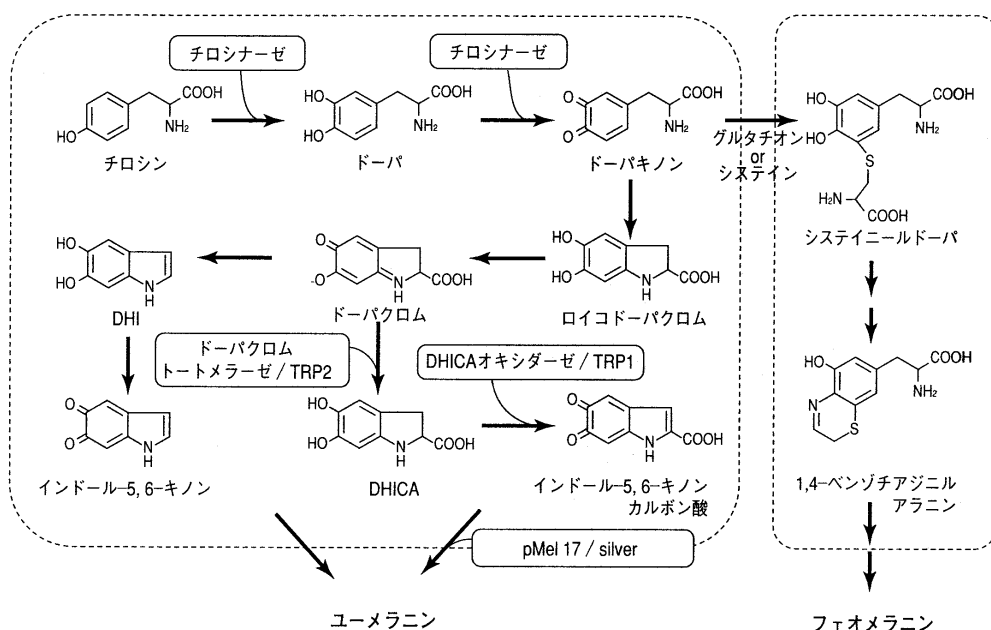 チロシナーゼ
チロシナーゼ
COOH
NH₂
HO
チロシン
HO
HO
COOH
NH₂
ドーパ
O
O
COOH
NH₂
ドーパキノン
グルタチオン
or
システイン
HO
HO
COOH
NH₂
S
H₂N
COOH
システイニールドーパ
HO
HO
N
H
DHI
O
-O
N
H
COOH
ドーパクロム
HO
HO
N
H
COOH
ロイコドーパクロム
ドーパクロム
トートメラーゼ / TRP2
DHICAオキシダーゼ / TRP1
OH
COOH
NH₂
N
S
1,4-ベンゾチアジニル
アラニン
O
O
N
H
インドール-5, 6-キノン
HO
HO
N
H
COOH
DHICA
O
O
N
H
COOH
インドール-5, 6-キノン
カルボン酸
pMel 17 / silver
ユーメラニン
フェオメラニン